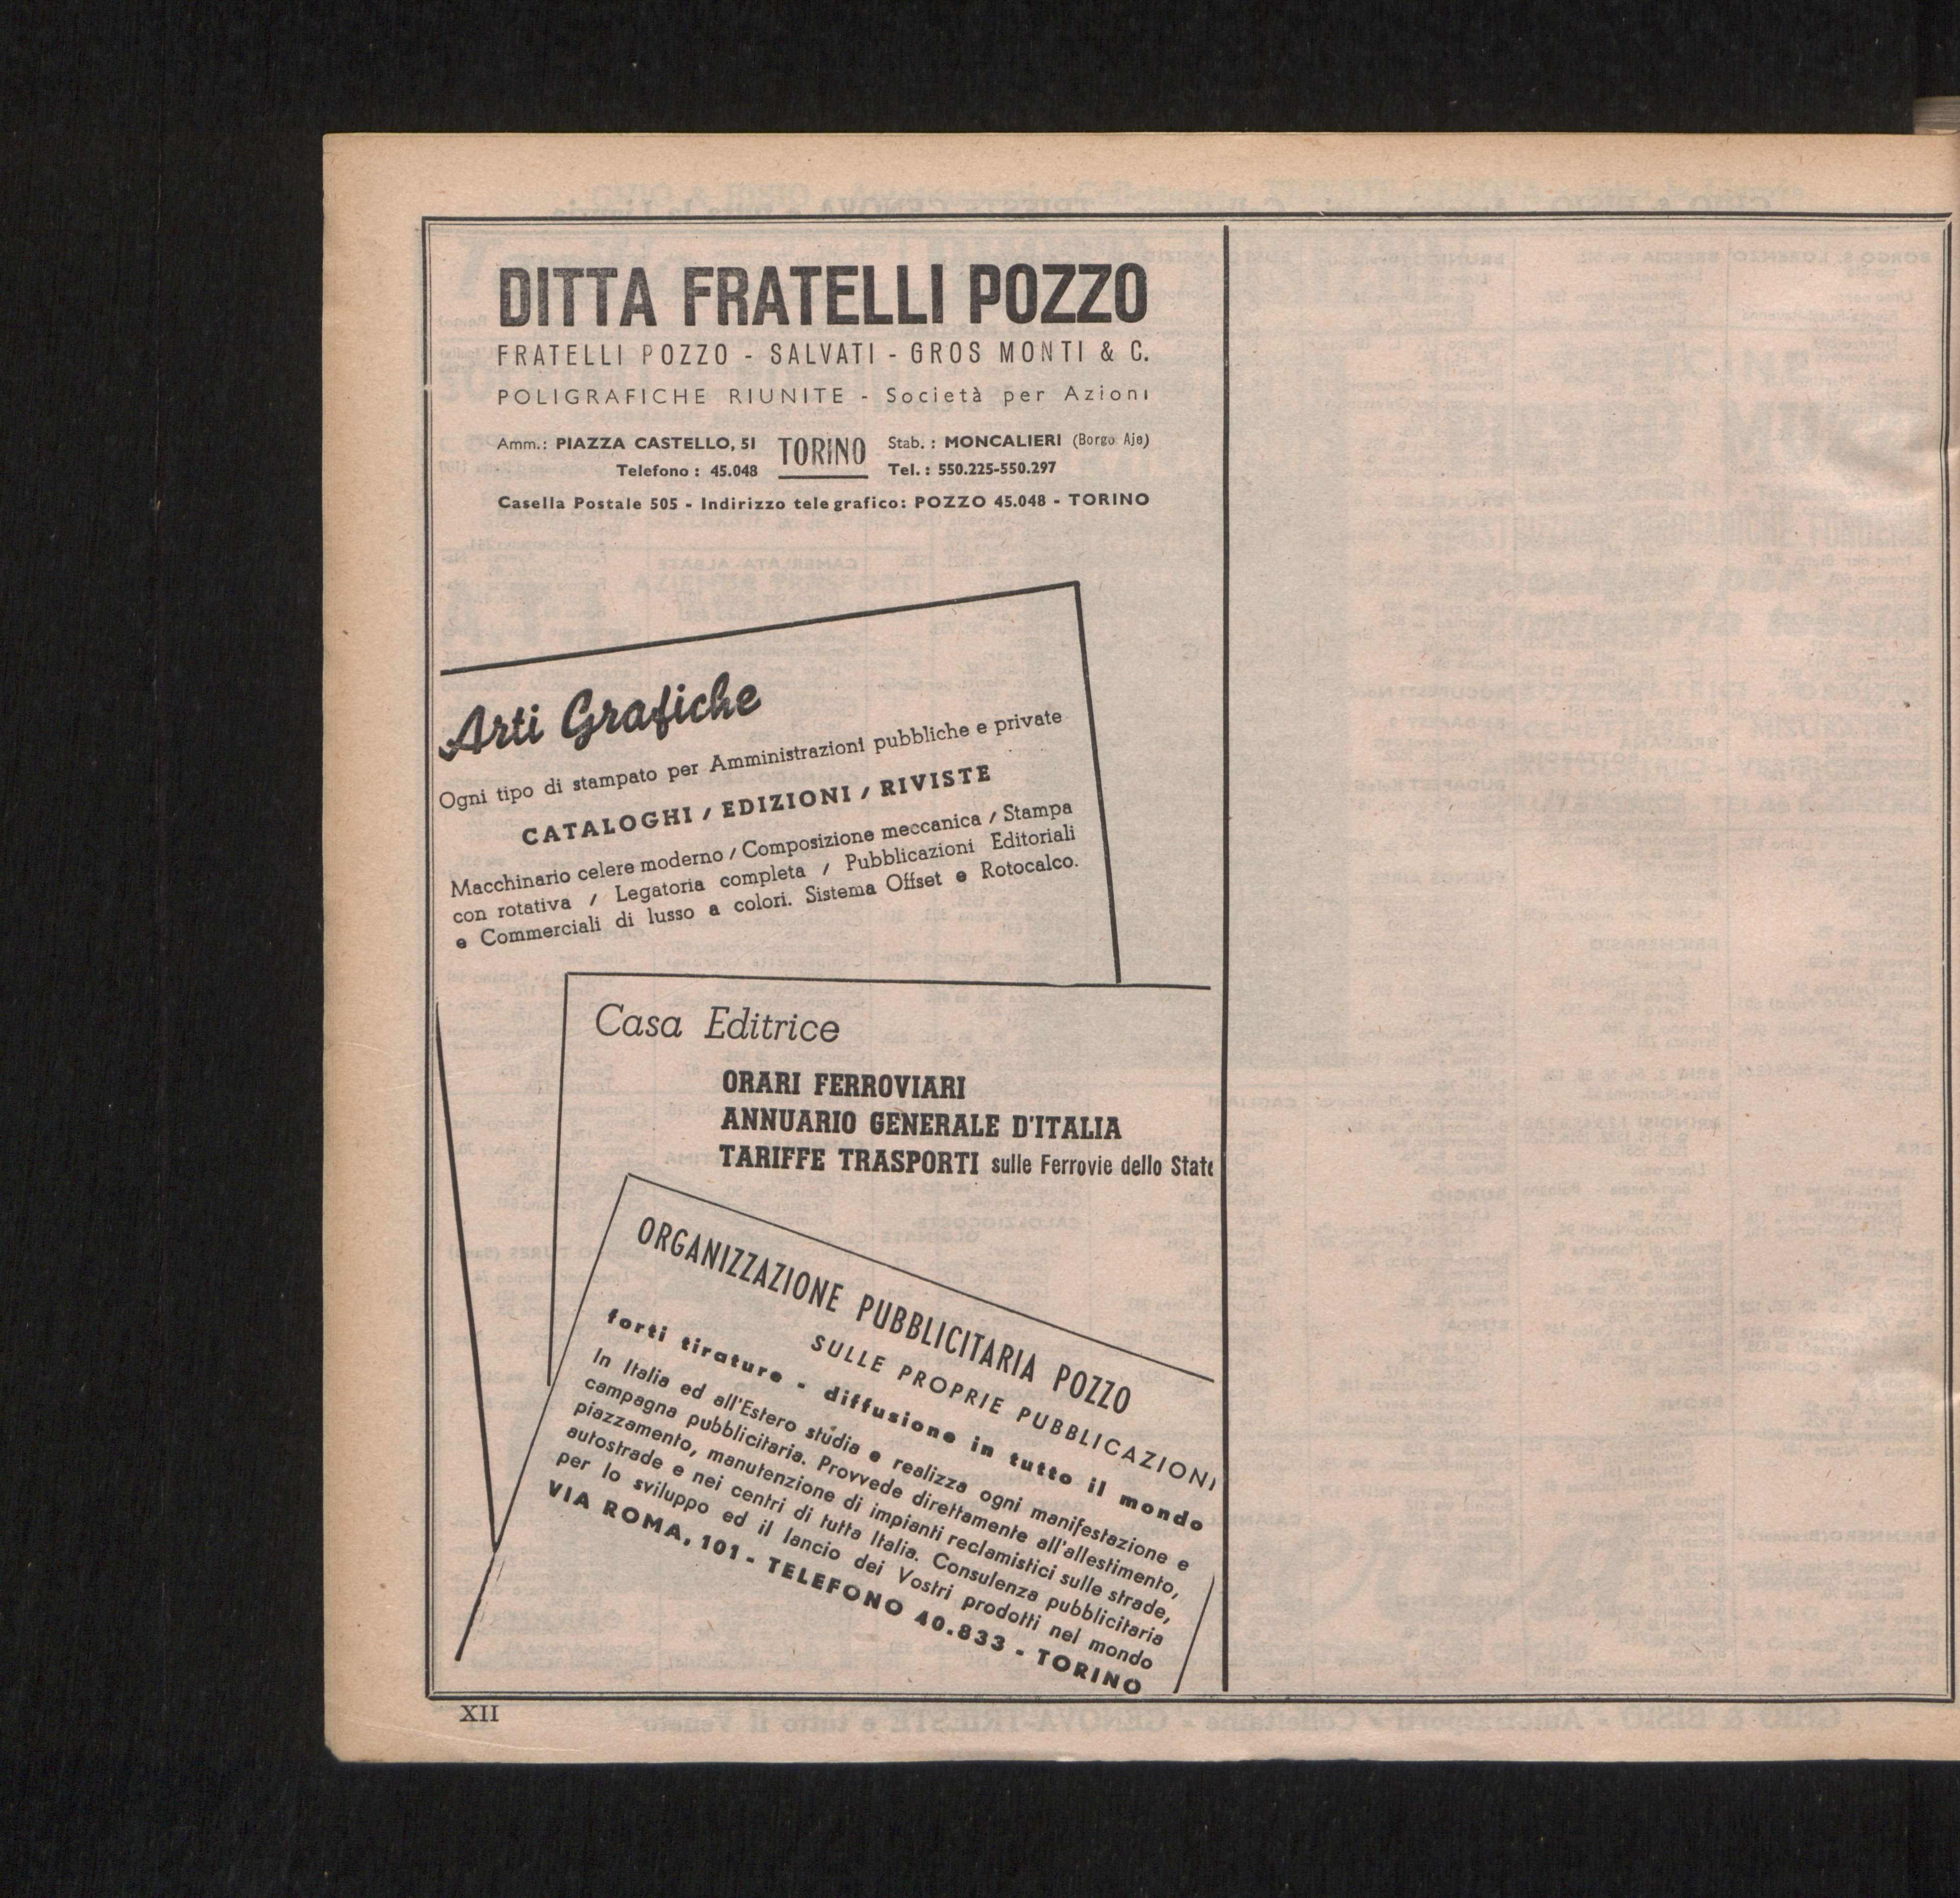 DITTA FRATELLI POZZO
FRATELLI POZZO - SALVATI - GROS MONTI & C.
POLIGRAFICHE RIUNITE - Società per Azioni
Amm.: PIAZZA CASTELLO, 51 TORINO Stab.: MONCALIERI (Borgo Aje)
Telefono: 45.048 Tel.: 550.225-550.297
Casella Postale 505 - Indirizzo telegrafico: POZZO 45.048 - TORINO
Arti Grafiche
Ogni tipo di stampato per Amministrazioni pubbliche e private
CATALOGHI / EDIZIONI / RIVISTE
Macchinario celere moderno / Composizione meccanica / Stampa
con rotativa / Legatoria completa / Pubblicazioni Editoriali
e Commerciali di lusso a colori. Sistema Offset e Rotocalco.
Casa Editrice
ORARI FERROVIARI
ANNUARIO GENERALE D'ITALIA
TARIFFE TRASPORTI sulle Ferrovie dello Stato
ORGANIZZAZIONE PUBBLICITARIA POZZO
SULLE PROPRIE PUBBLICAZIONI
forti tirature - diffusione in tutto il mondo
In Italia ed all'Estero studia e realizza ogni manifestazione e
campagna pubblicitaria. Provvede direttamente all'allestimento,
piazzamento, manutenzione di impianti reclamistici sulle strade,
autostrade e nei centri di tutta Italia. Consulenza pubblicitaria
per lo sviluppo ed il lancio dei Vostri prodotti nel mondo
VIA ROMA, 101 - TELEFONO 40.833 - TORINO
XII